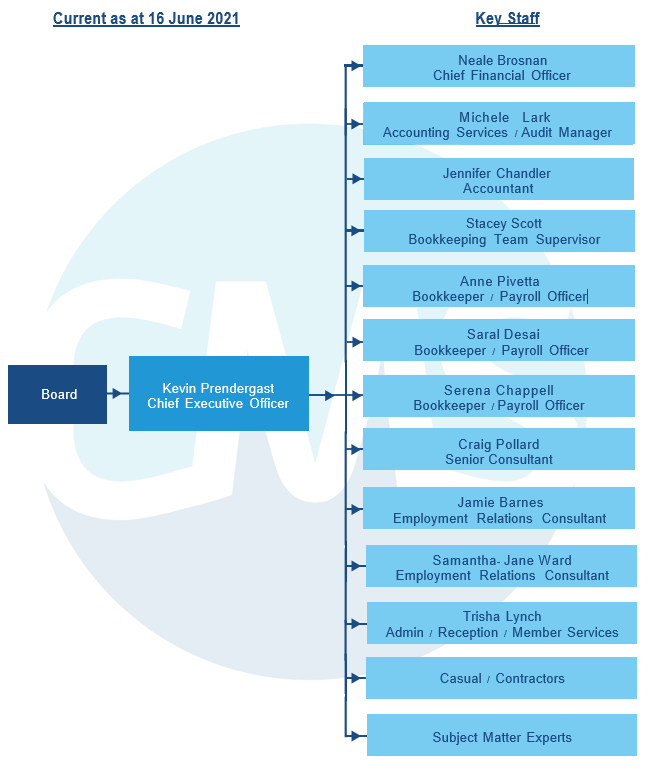 Current as at 16 June 2021
Key Staff
Neale Brosnan
Chief Financial Officer
Michele Lark
Accounting Services / Audit Manager
Jennifer Chandler
Accountant
Stacey Scott
Bookkeeping Team Supervisor
Anne Pivetta
Bookkeeper / Payroll Officer
Saral Desai
Bookkeeper / Payroll Officer
Board
Kevin Prendergast
Chief Executive Officer
Serena Chappell
Bookkeeper / Payroll Officer
Craig Pollard
Senior Consultant
Jamie Barnes
Employment Relations Consultant
Samantha-Jane Ward
Employment Relations Consultant
Trisha Lynch
Admin / Reception / Member Services
Casual / Contractors
Subject Matter Experts
CMS